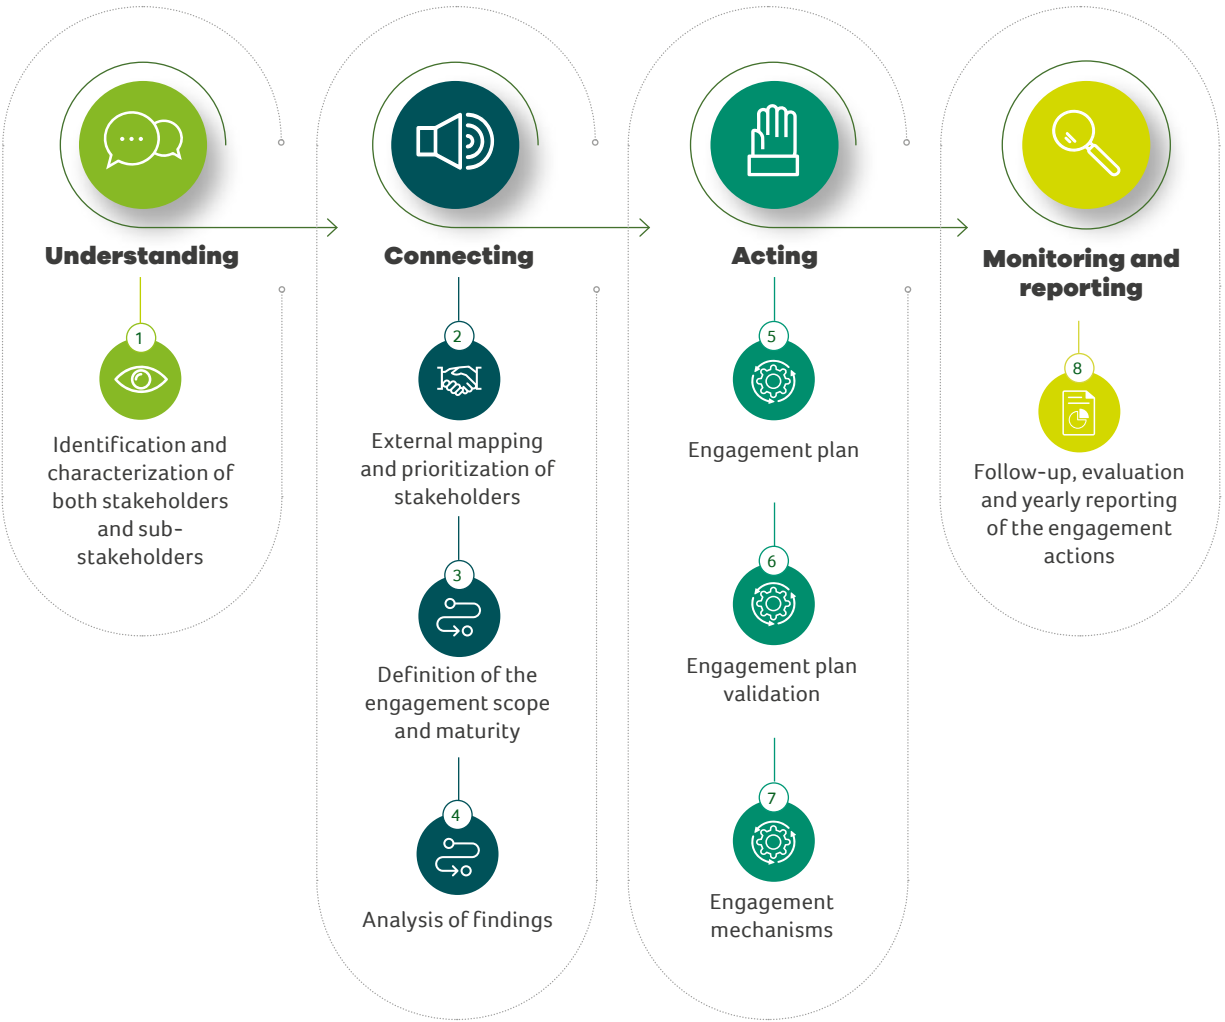 Understanding
1
Identification and
characterization of
both stakeholders
and sub-
stakeholders
Connecting
2
External mapping
and prioritization of
stakeholders
3
Definition of the
engagement scope
and maturity
4
Analysis of findings
Acting
5
Engagement plan
6
Engagement plan
validation
7
Engagement
mechanisms
Monitoring and
reporting
8
Follow-up, evaluation
and yearly reporting
of the engagement
actions